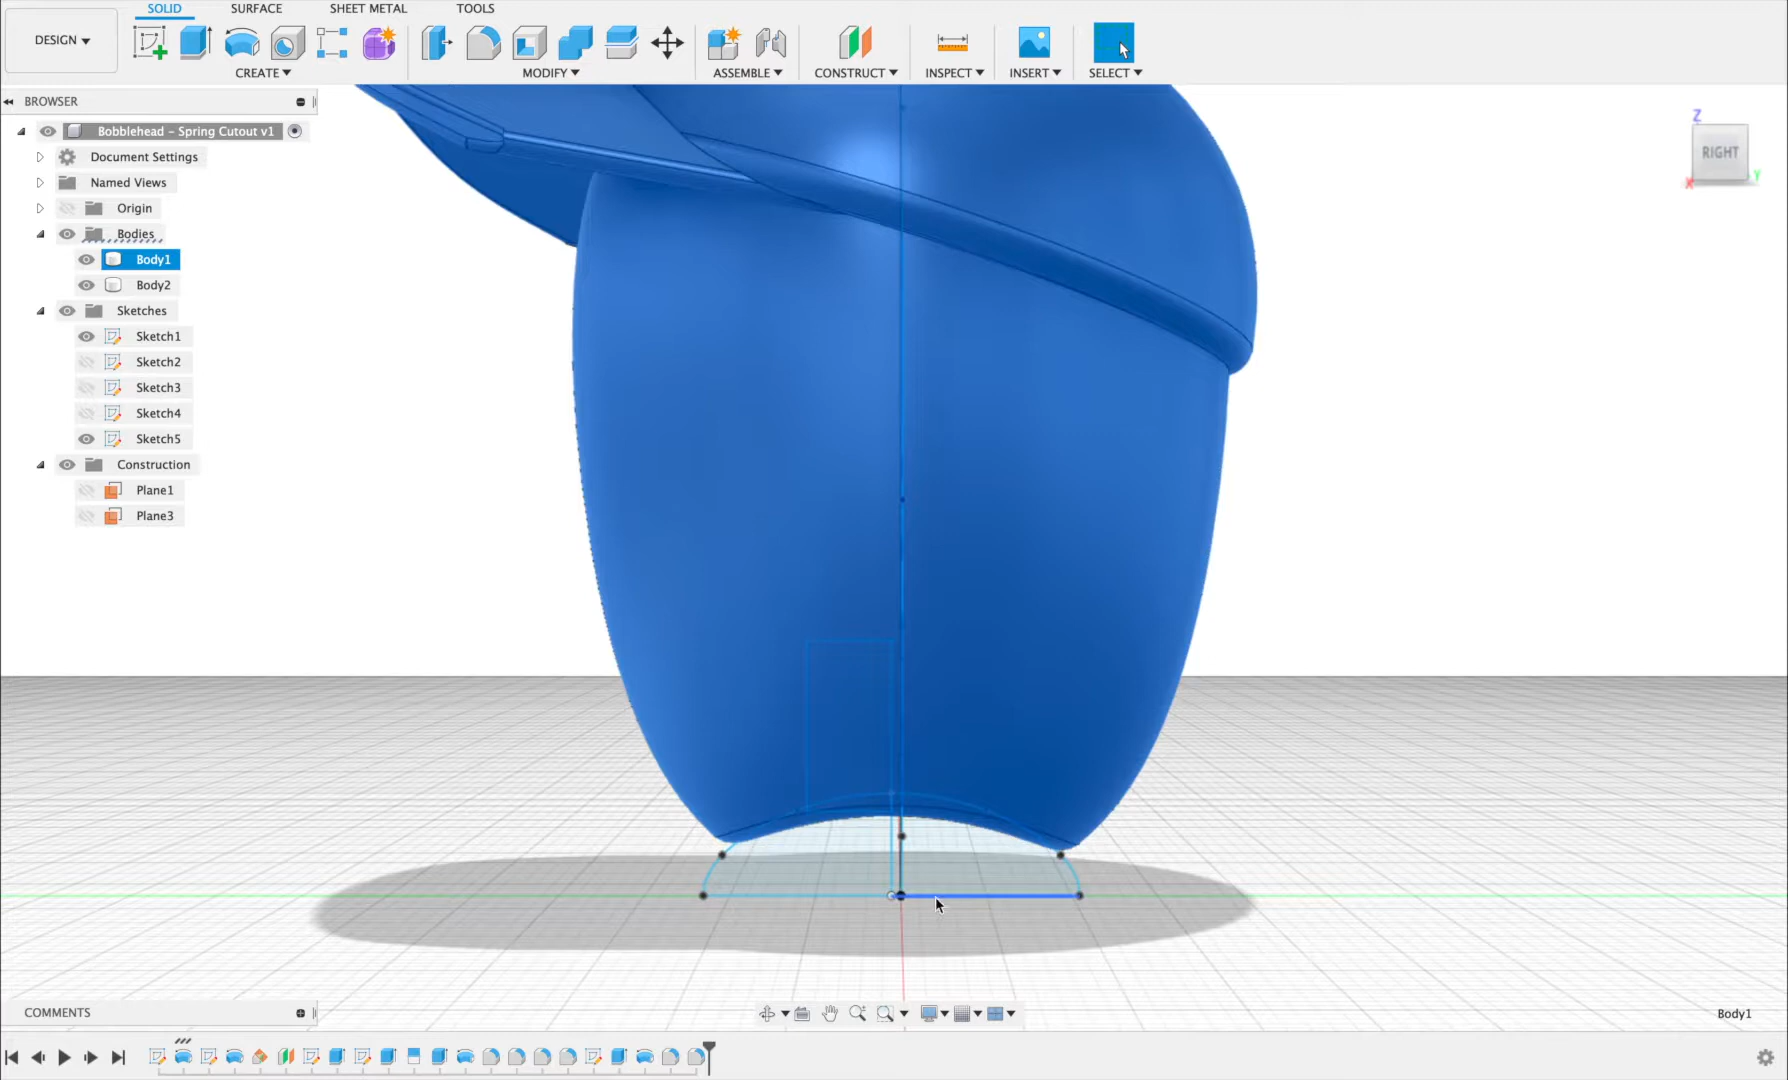 SOLID SURFACE SHEET METAL TOOLS
DESIGN
CREATE MODIFY ASSEMBLE CONSTRUCT INSPECT INSERT SELECT
BROWSER
Bobblehead - Spring Cutout v1
Document Settings
Named Views
Origin
Bodies
Body1
Body2
Sketches
Sketch1
Sketch2
Sketch3
Sketch4
Sketch5
Construction
Plane1
Plane3
Z
RIGHT
X
Y
COMMENTS
Body1